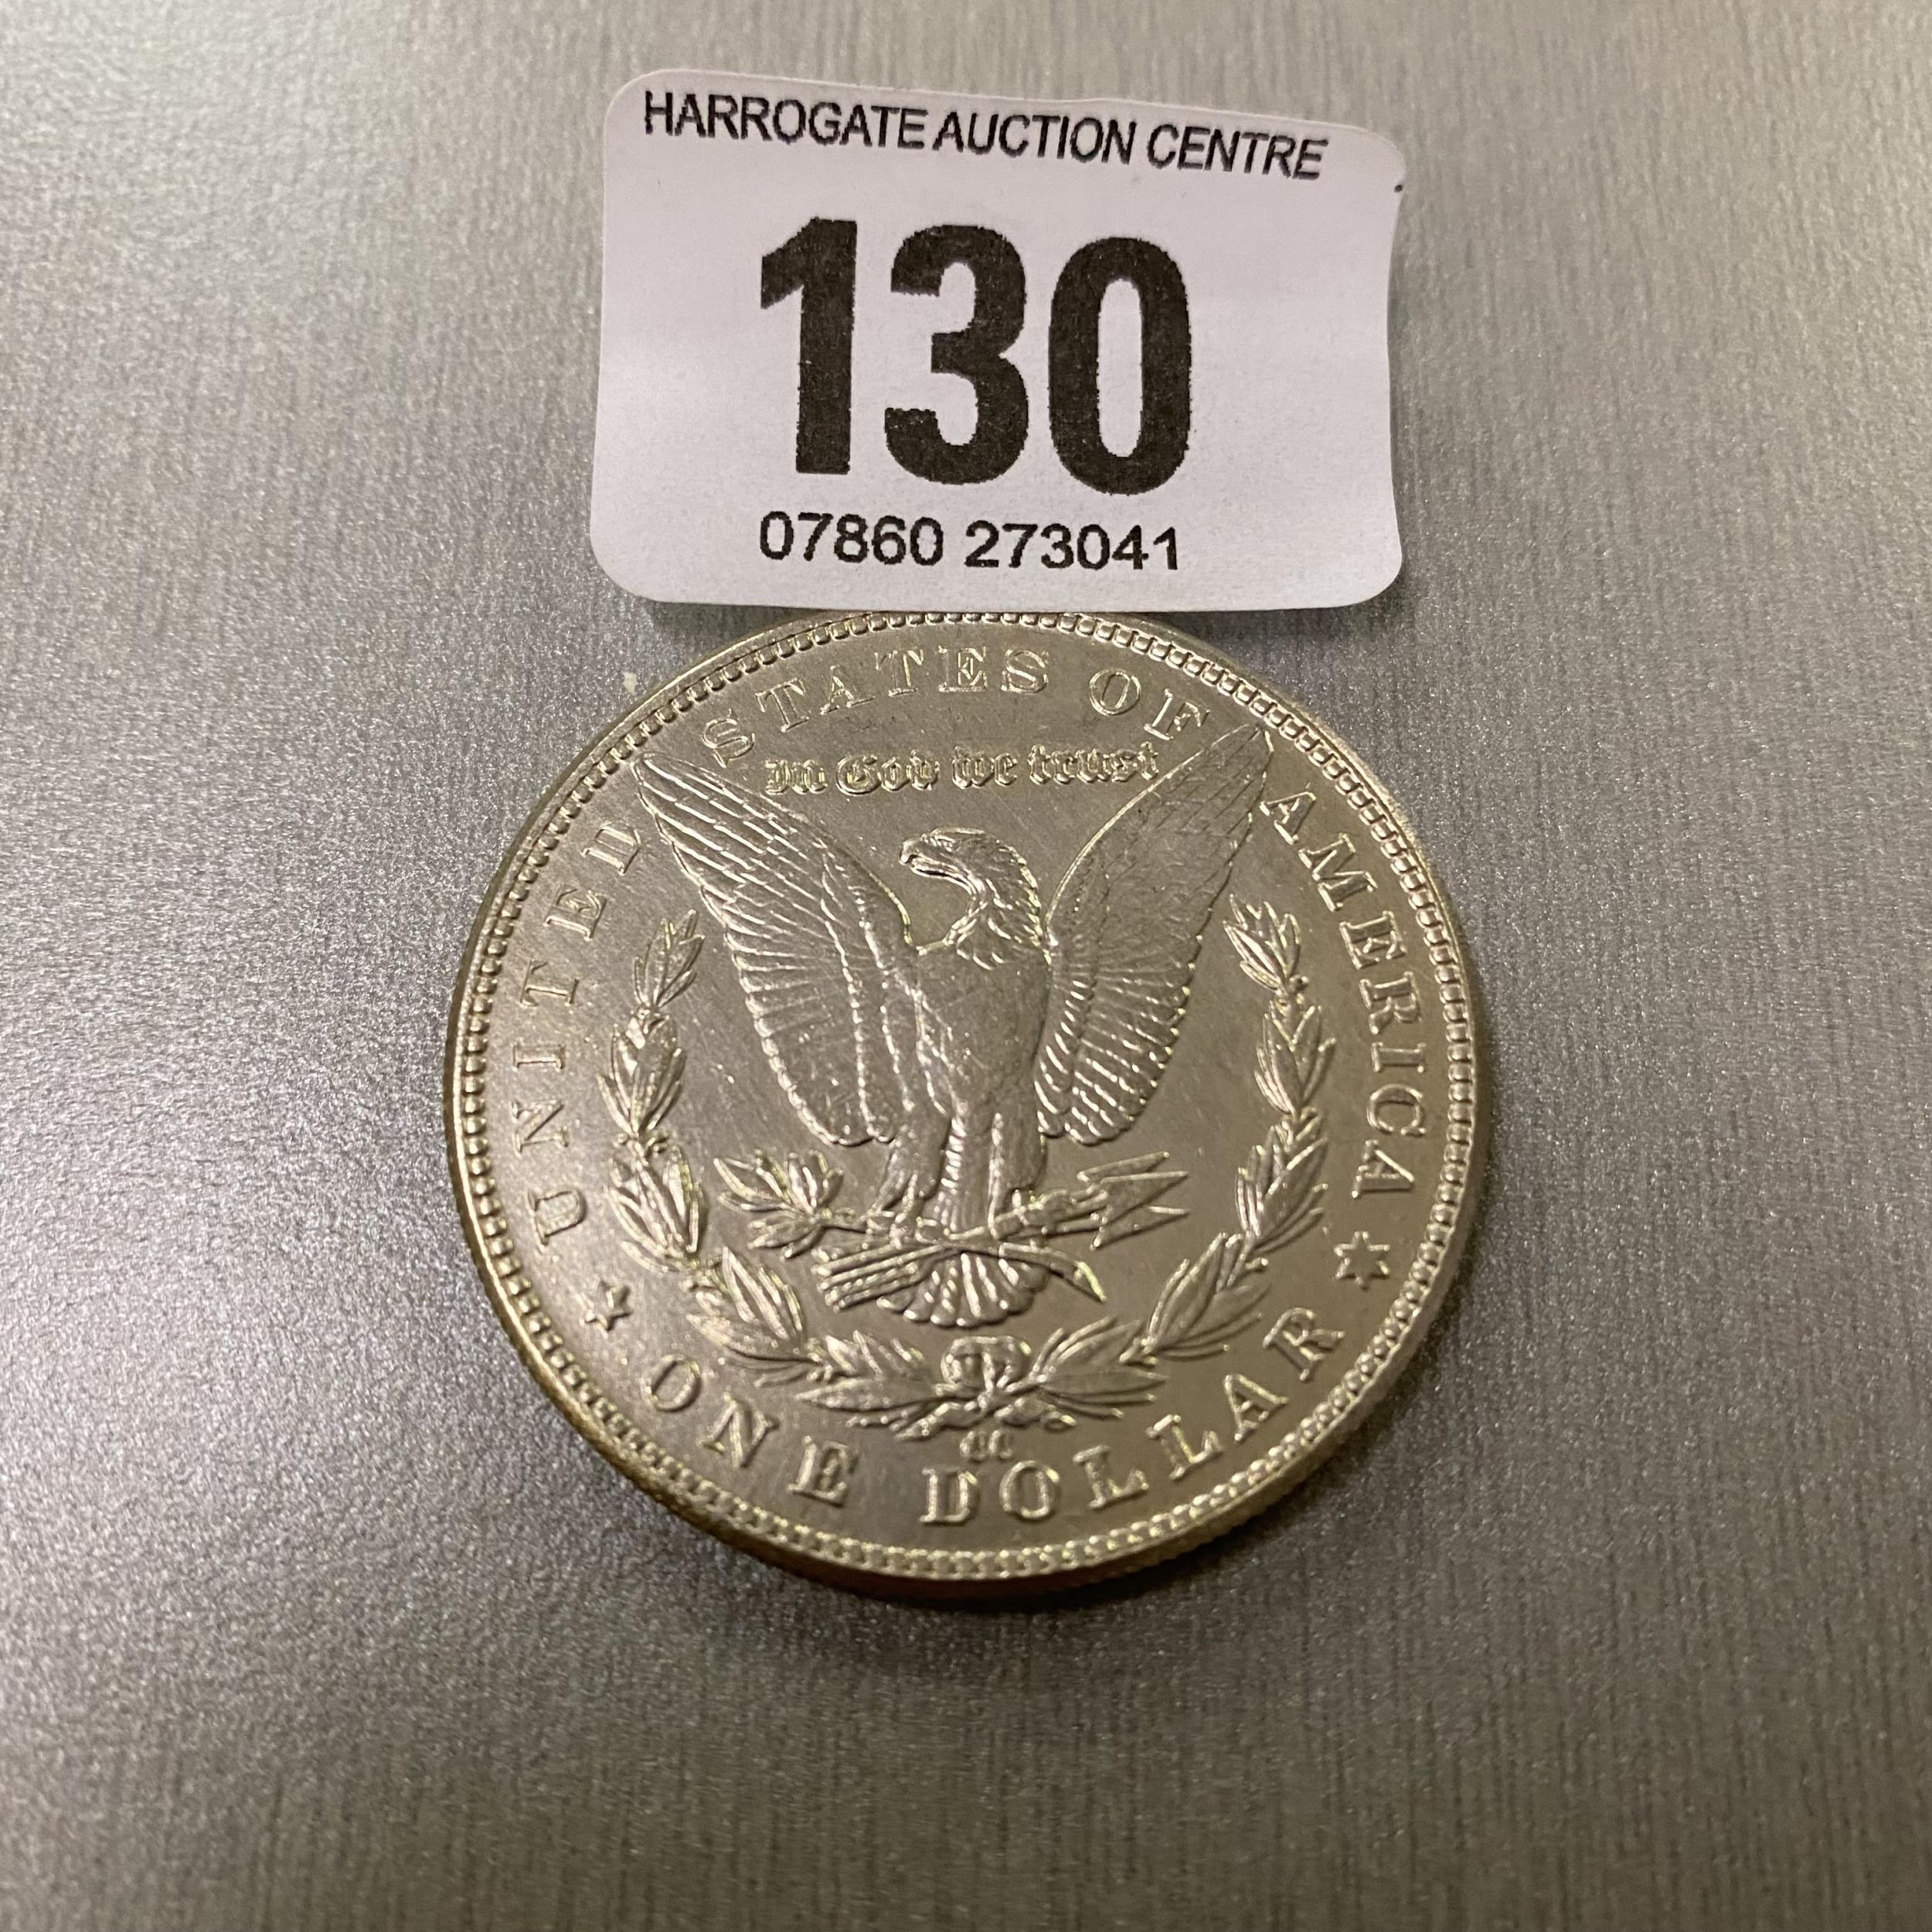 HARROGATE AUCTION CENTRE
130
07860 273041
UNITED STATES OF AMERICA
In God we trust
CC
ONE DOLLAR